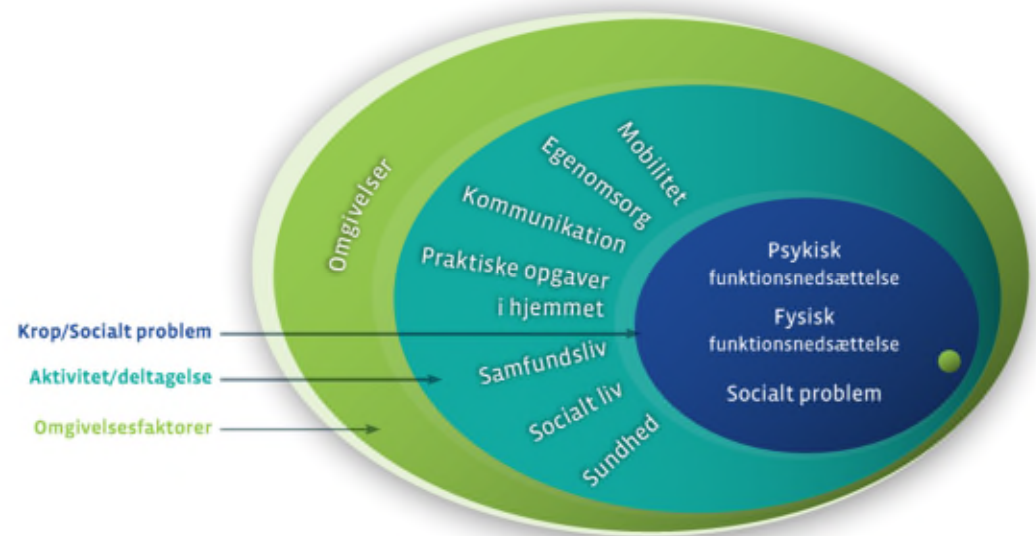 Omgivelser
Mobilitet
Egenomsorg
Kommunikation
Praktiske opgaver
i hjemmet
Samfundsliv
Socialt liv
Sundhed
Psykisk
funktionsnedsættelse
Fysisk
funktionsnedsættelse
Socialt problem
Krop/Socialt problem
Aktivitet/deltagelse
Omgivelsesfaktorer